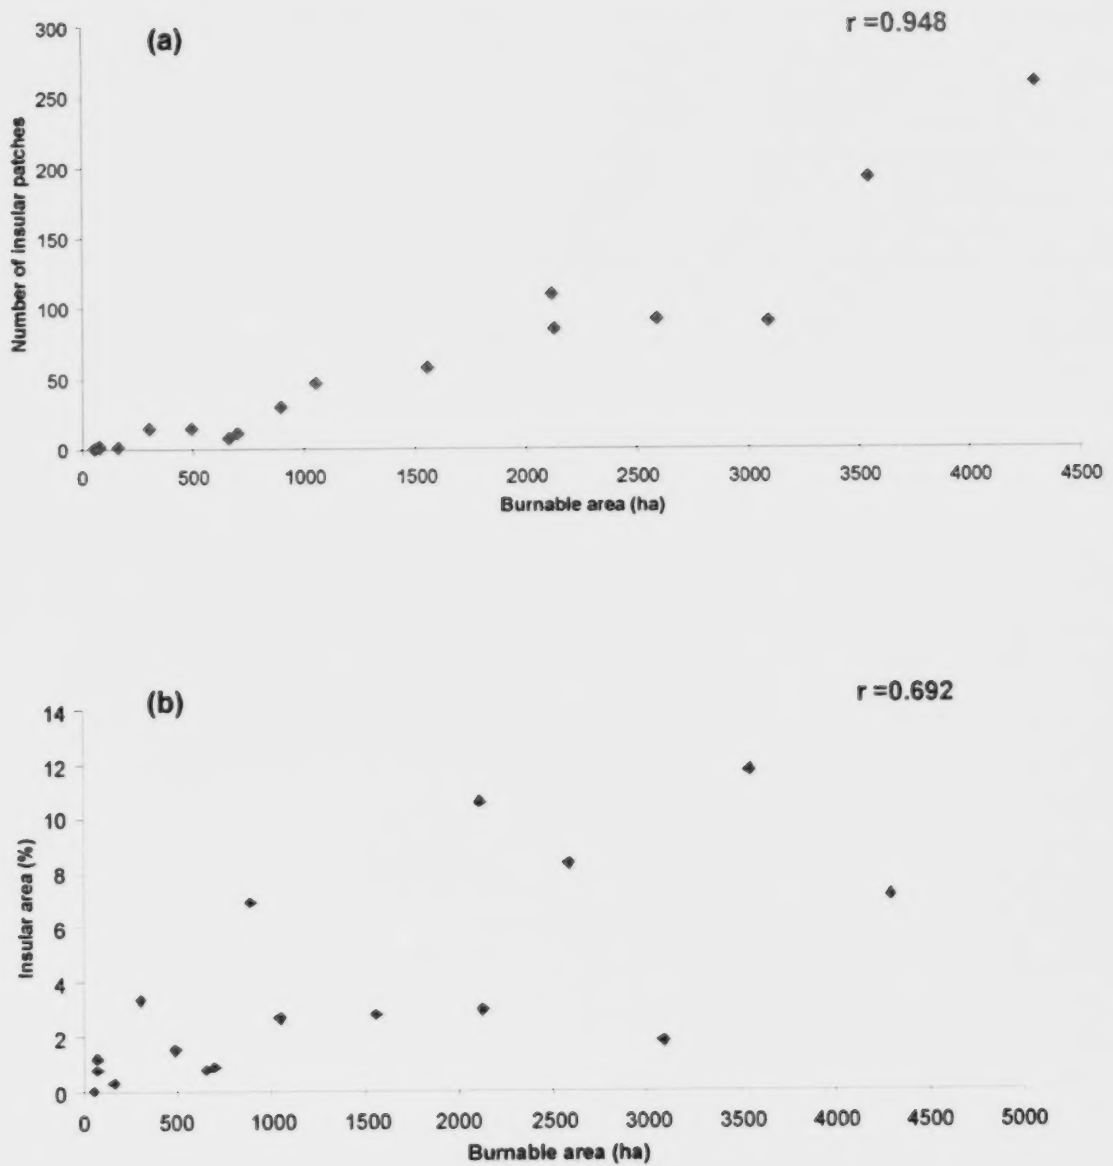 (a)
r =0.948
300
250
200
150
100
50
0
Number of insular patches
0 500 1000 1500 2000 2500 3000 3500 4000 4500
Burnable area (ha)
(b)
r =0.692
14
12
10
8
6
4
2
0
Insular area (%)
0 500 1000 1500 2000 2500 3000 3500 4000 4500 5000
Burnable area (ha)